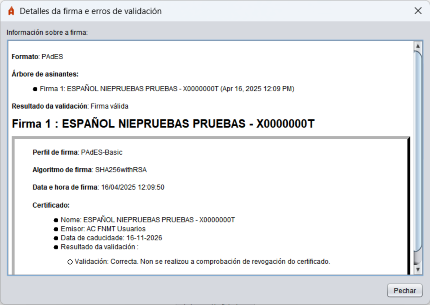 Detalles da firma e erros de validación
Información sobre a firma:
Formato: PAdES
Árbore de asinantes:
Firma 1: ESPAÑOL NIEPRUEBAS PRUEBAS - X0000000T (Apr 16, 2025 12:09 PM)
Resultado da validación: Firma válida
Firma 1 : ESPAÑOL NIEPRUEBAS PRUEBAS - X0000000T
Perfil de firma: PAdES-Basic
Algoritmo de firma: SHA256withRSA
Data e hora de firma: 16/04/2025 12:09:50
Certificado:
Nome: ESPAÑOL NIEPRUEBAS PRUEBAS - X0000000T
Emisor: AC FNMT Usuarios
Data de caducidade: 16-11-2026
Resultado da validación :
Validación: Correcta. Non se realizou a comprobación de revogación do certificado.
Pechar